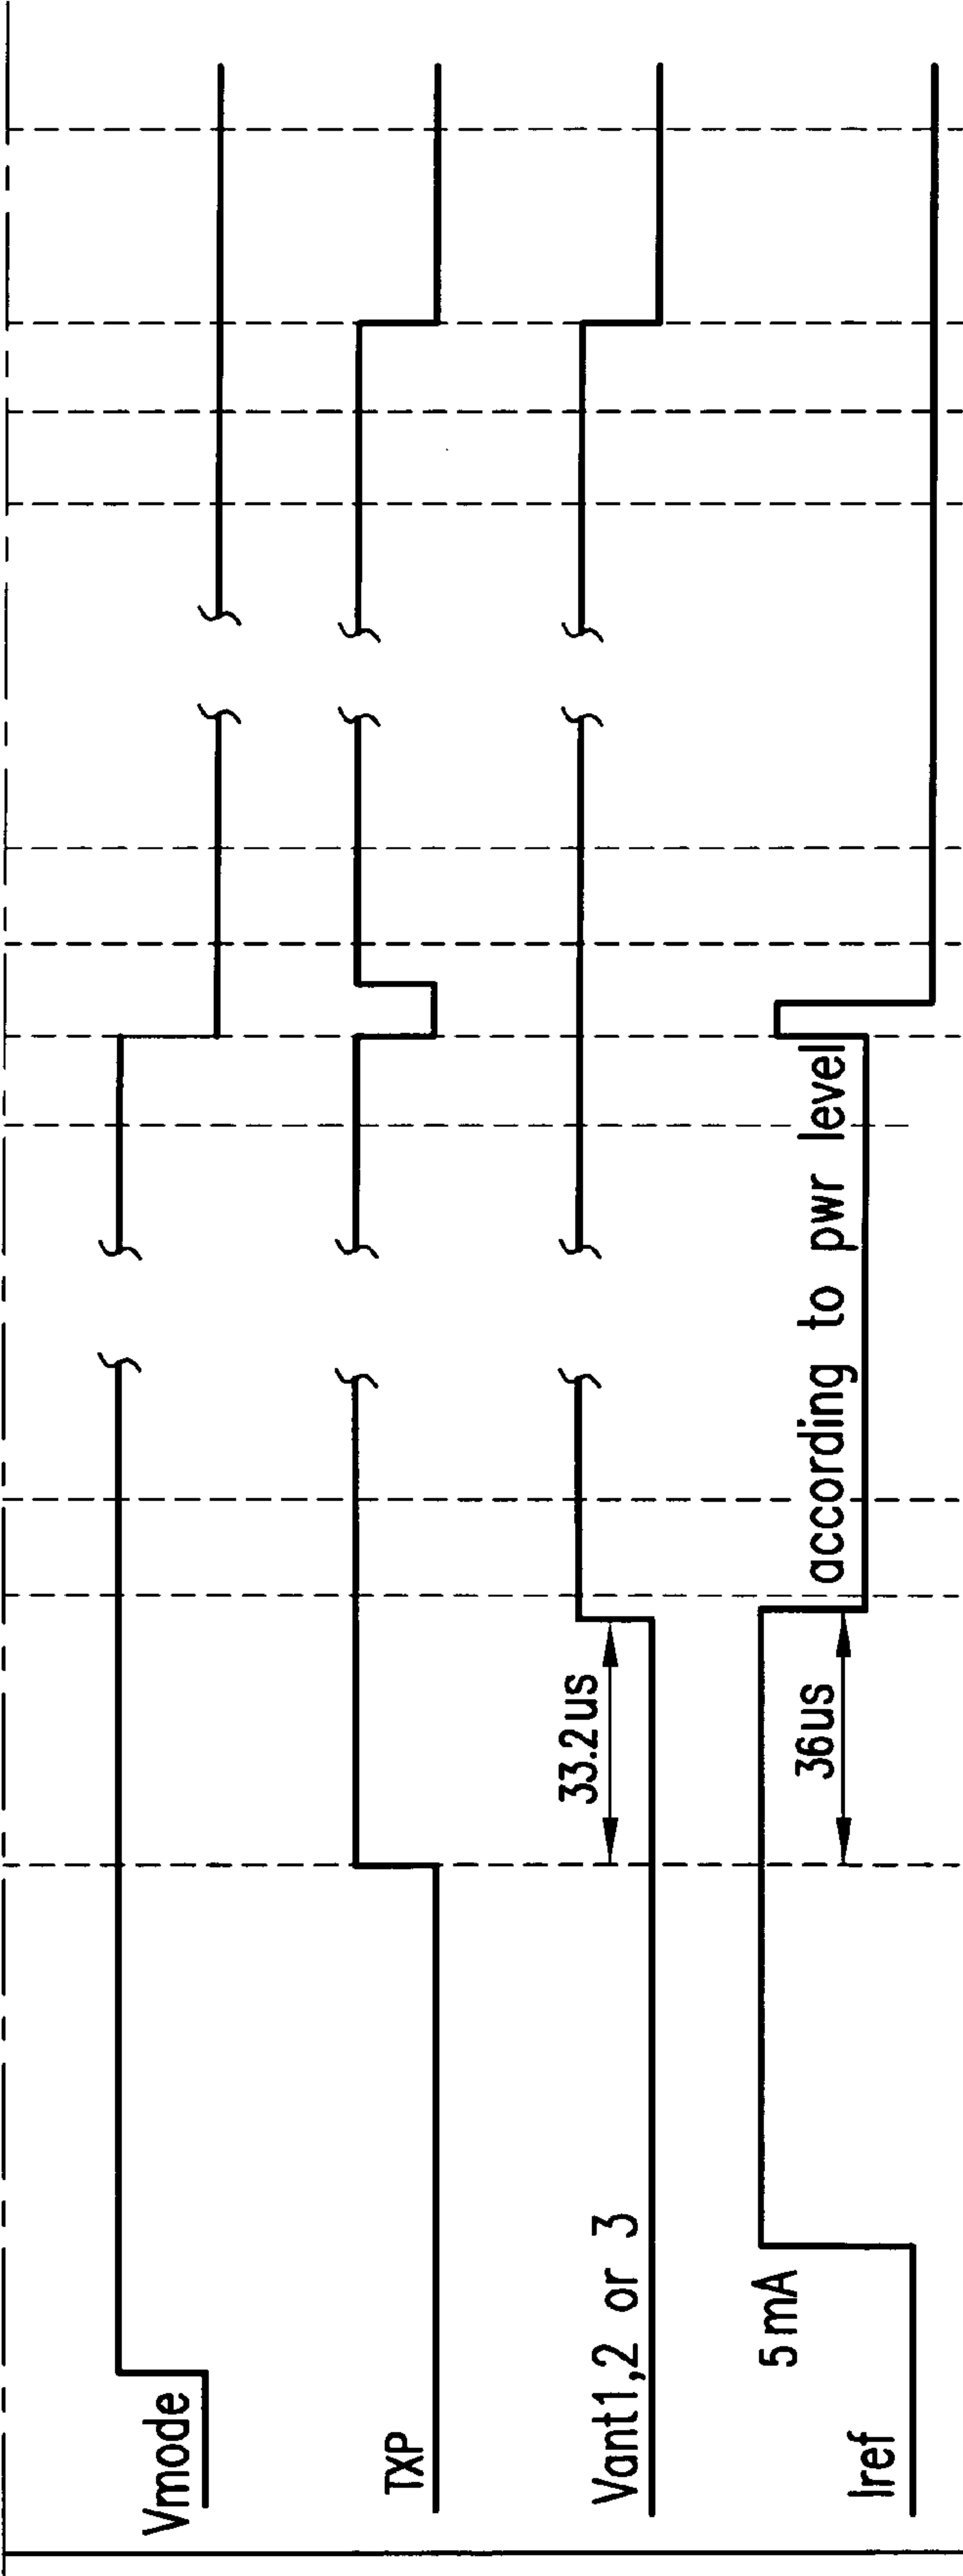 Vmode
TXP
Vant1,2 or 3
33.2us
5mA
according to pwr level
36us
Iref